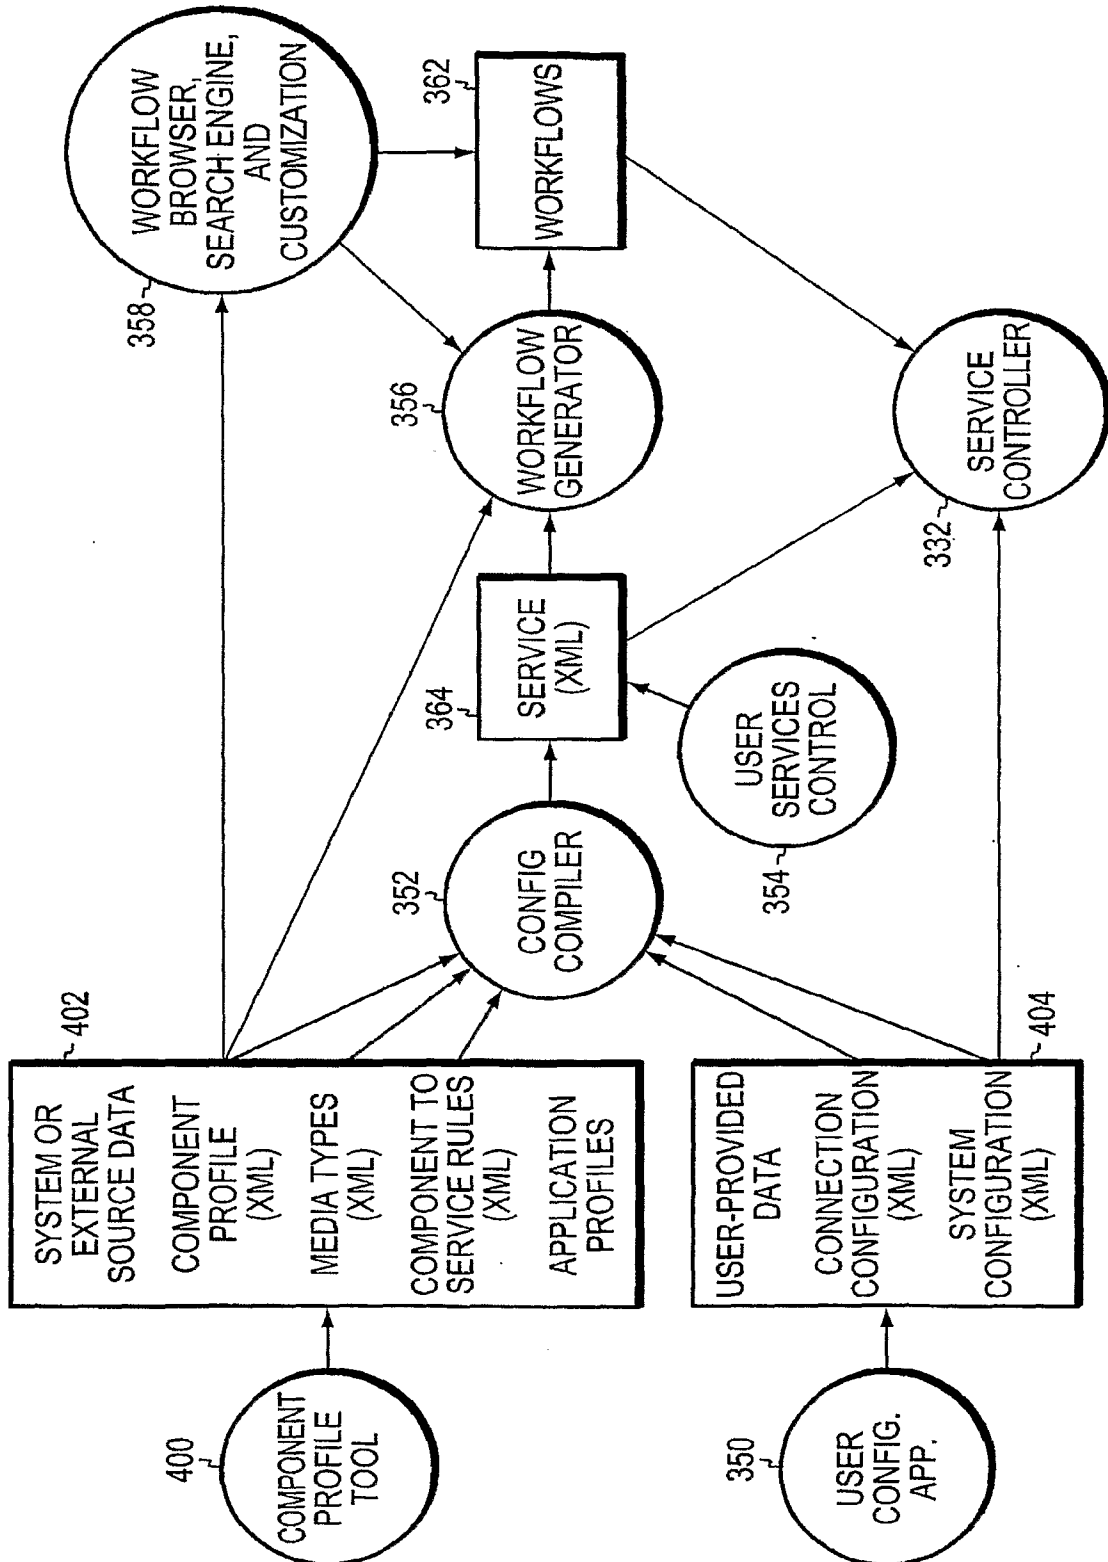 400
COMPONENT
PROFILE
TOOL
402
SYSTEM OR
EXTERNAL
SOURCE DATA
COMPONENT
PROFILE
(XML)
MEDIA TYPES
(XML)
COMPONENT TO
SERVICE RULES
(XML)
APPLICATION
PROFILES
358
WORKFLOW
BROWSER,
SEARCH ENGINE,
AND
CUSTOMIZATION
352
CONFIG
COMPILER
364
SERVICE
(XML)
356
WORKFLOW
GENERATOR
362
WORKFLOWS
354
USER
SERVICES
CONTROL
350
USER
CONFIG.
APP.
404
USER-PROVIDED
DATA
CONNECTION
CONFIGURATION
(XML)
SYSTEM
CONFIGURATION
(XML)
332
SERVICE
CONTROLLER